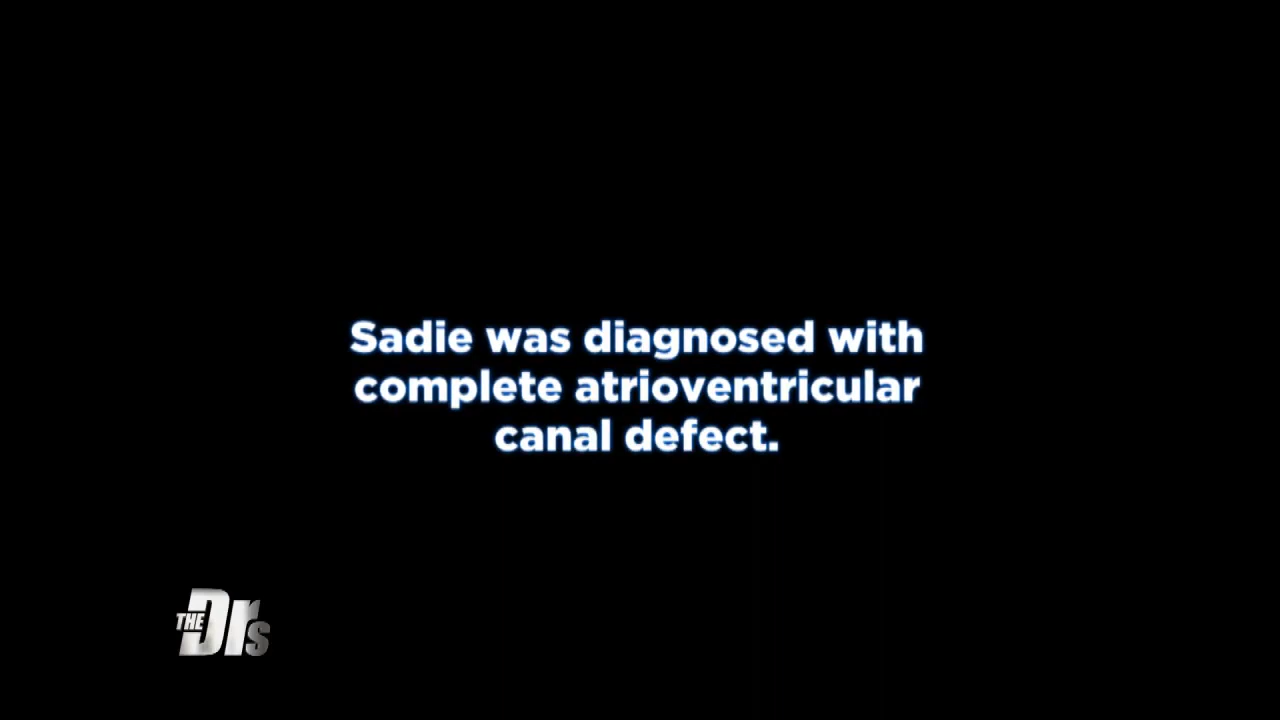 Sadie was diagnosed with
complete atrioventricular
canal defect.
THE Drs